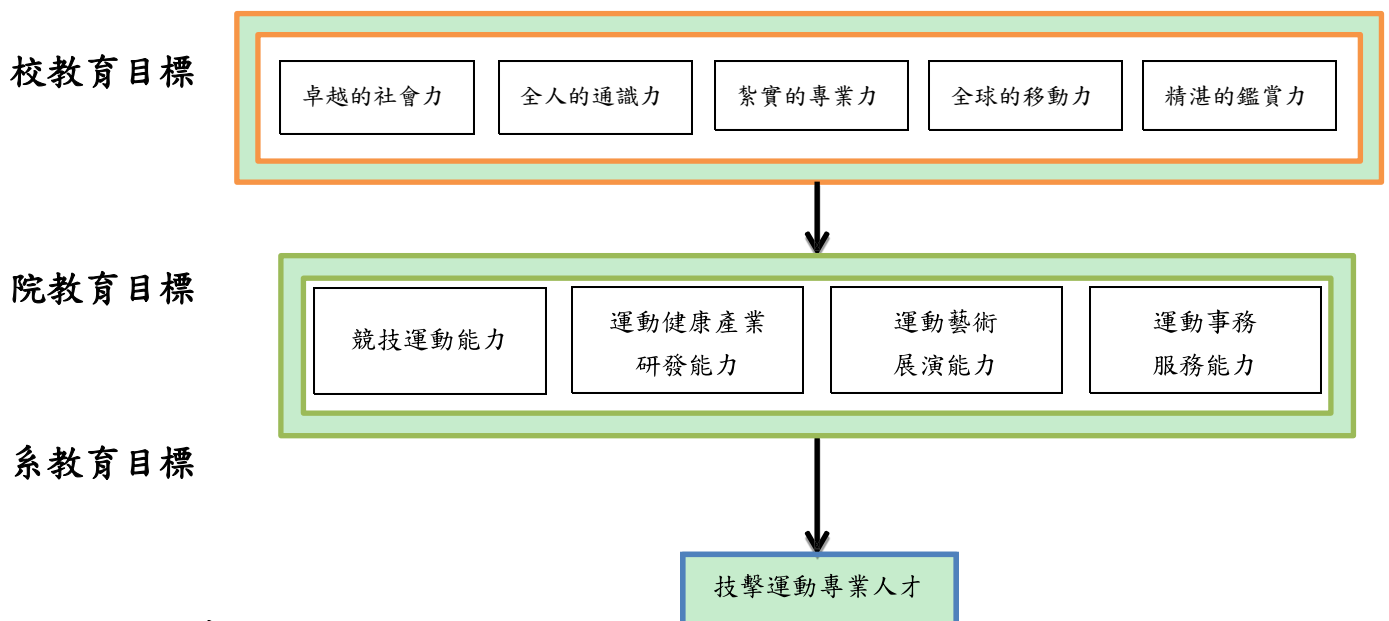 校教育目標
卓越的社會力
全人的通識力
紮實的專業力
全球的移動力
精湛的鑑賞力
院教育目標
競技運動能力
運動健康產業
研發能力
運動藝術
展演能力
運動事務
服務能力
系教育目標
技擊運動專業人才